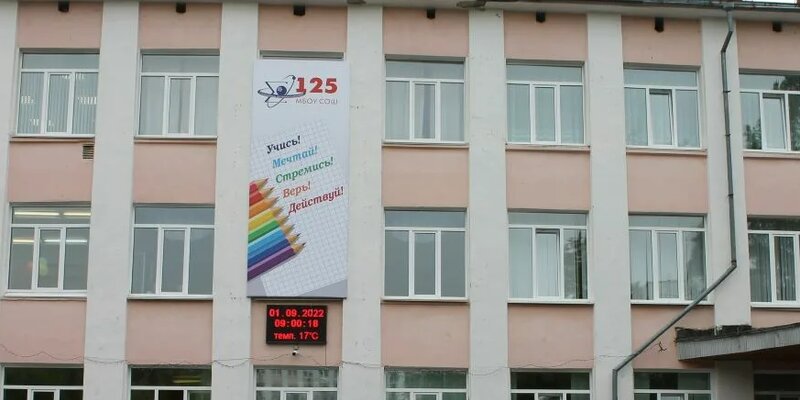 125
МБОУ СОШ
Учись!
Мечтай!
Стремись!
Верь!
Действуй!
01.09.2022
09:00:18
темп. 17°C